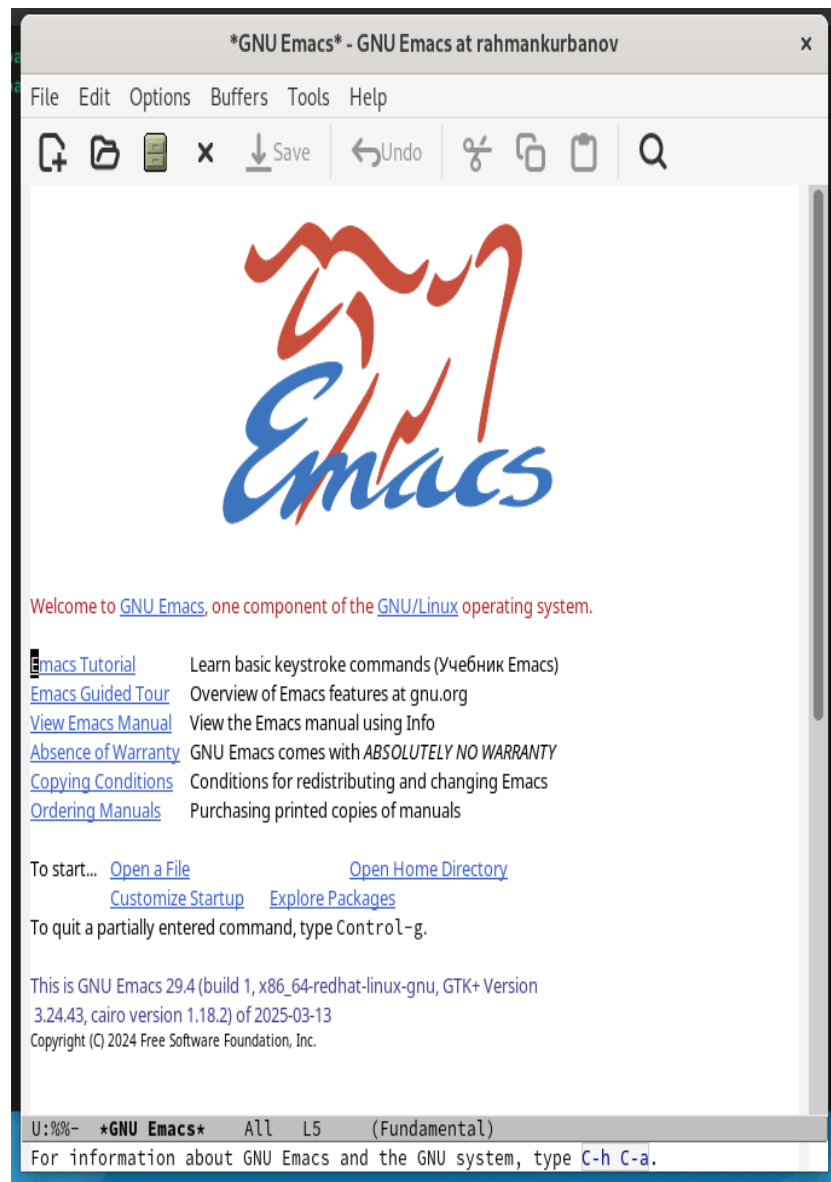 *GNU Emacs* - GNU Emacs at rahmankurbanov x
File Edit Options Buffers Tools Help
Save Undo
Emacs
Welcome to GNU Emacs, one component of the GNU/Linux operating system.
Emacs Tutorial Learn basic keystroke commands (Учебник Emacs)
Emacs Guided Tour Overview of Emacs features at gnu.org
View Emacs Manual View the Emacs manual using Info
Absence of Warranty GNU Emacs comes with ABSOLUTELY NO WARRANTY
Copying Conditions Conditions for redistributing and changing Emacs
Ordering Manuals Purchasing printed copies of manuals
To start... Open a File Open Home Directory
Customize Startup Explore Packages
To quit a partially entered command, type Control-g.
This is GNU Emacs 29.4 (build 1, x86_64-redhat-linux-gnu, GTK+ Version
3.24.43, cairo version 1.18.2) of 2025-03-13
Copyright (C) 2024 Free Software Foundation, Inc.
U:%%- *GNU Emacs* All L5 (Fundamental)
For information about GNU Emacs and the GNU system, type C-h C-a.